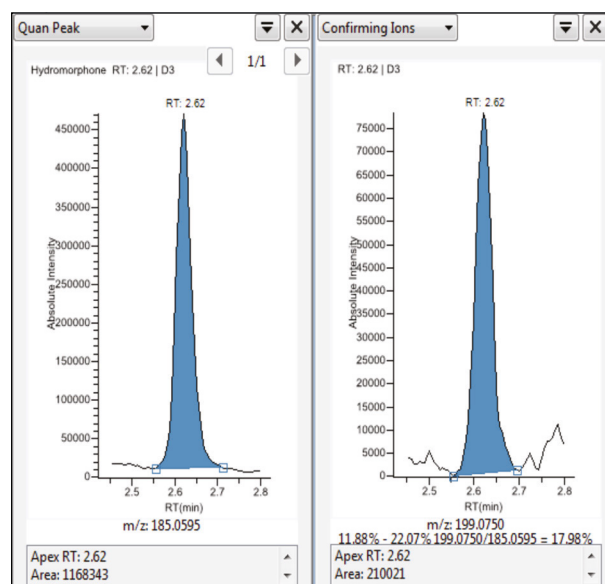 Quan Peak
Hydromorphone RT: 2.62 | D3
1/1
RT: 2.62
450000
400000
350000
300000
250000
200000
150000
100000
50000
0
Absolute Intensity
2.5 2.6 2.7 2.8
RT(min)
m/z: 185.0595
Apex RT: 2.62
Area: 1168343
Confirming Ions
RT: 2.62 | D3
RT: 2.62
75000
70000
65000
60000
55000
50000
45000
40000
35000
30000
25000
20000
15000
10000
5000
0
Absolute Intensity
2.5 2.6 2.7 2.8
RT(min)
m/z: 199.0750
11.88% - 22.07% 199.0750/185.0595 = 17.98%
Apex RT: 2.62
Area: 210021